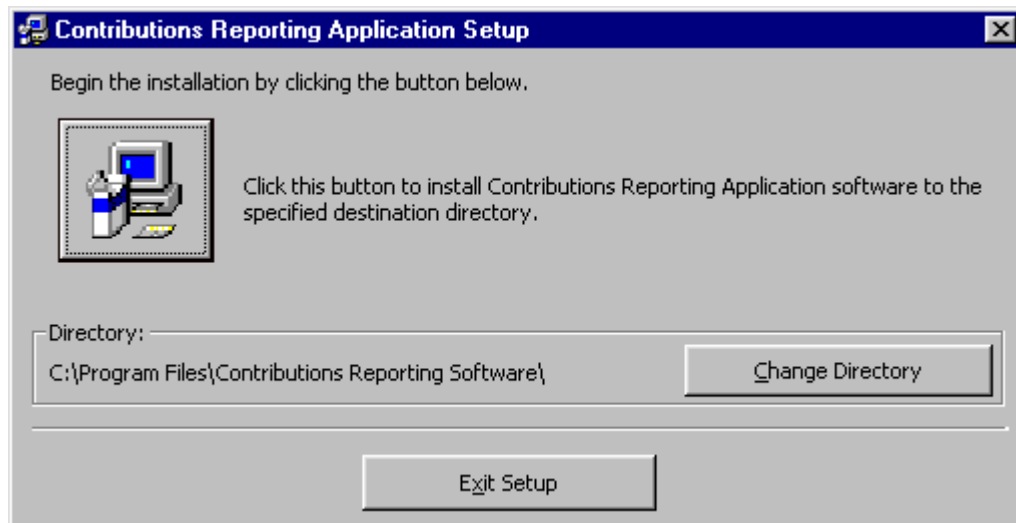 Contributions Reporting Application Setup
Begin the installation by clicking the button below.
Click this button to install Contributions Reporting Application software to the
specified destination directory.
Directory:
C:\Program Files\Contributions Reporting Software\
Change Directory
Exit Setup